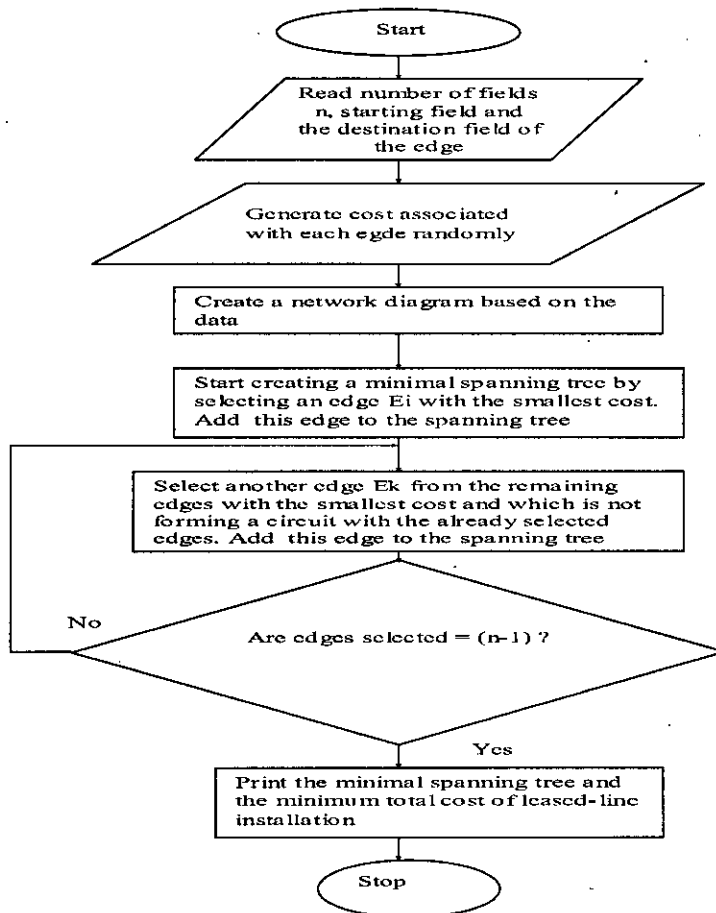 Start
Read number of fields
n, starting field and
the destination field of
the edge
Generate cost associated
with each egde randomly
Create a network diagram based on the
data
Start creating a minimal spanning tree by
selecting an edge Ei with the smallest cost.
Add this edge to the spanning tree
Select another edge Ek from the remaining
edges with the smallest cost and which is not
forming a circuit with the already selected
edges. Add this edge to the spanning tree
No
Are edges selected = (n-1) ?
Yes
Print the minimal spanning tree and
the minimum total cost of leased-line
installation
Stop